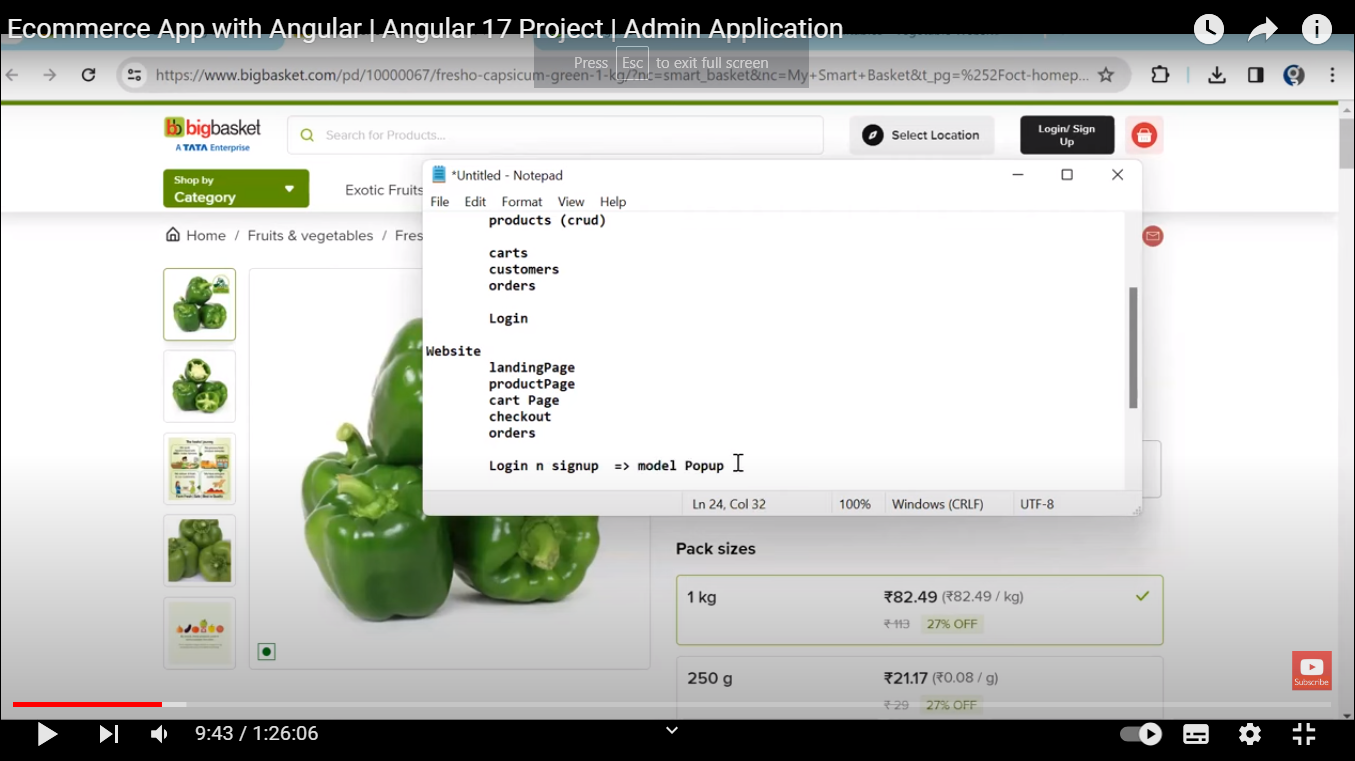 Ecommerce App with Angular | Angular 17 Project | Admin Application
Press Esc to exit full screen
https://www.bigbasket.com/pd/10000067/fresho-capsicum-green-1-kg/?nc=smart_basket&nc=My+Smart+Basket&t_pg=%252Foct-homep...
bb bigbasket
A TATA Enterprise
Search for Products...
Select Location
Login/ Sign
Up
Shop by
Category
Exotic Fruits
Home / Fruits & vegetables / Fres
*Untitled - Notepad
File Edit Format View Help
products (crud)
carts
customers
orders
Login
Website
landingPage
productPage
cart Page
checkout
orders
Login n signup => model Popup
Ln 24, Col 32 100% Windows (CRLF) UTF-8
Pack sizes
1 kg
₹82.49 (₹82.49 / kg)
₹113 27% OFF
250 g
₹21.17 (₹0.08 / g)
₹29 27% OFF
Subscribe
9:43 / 1:26:06